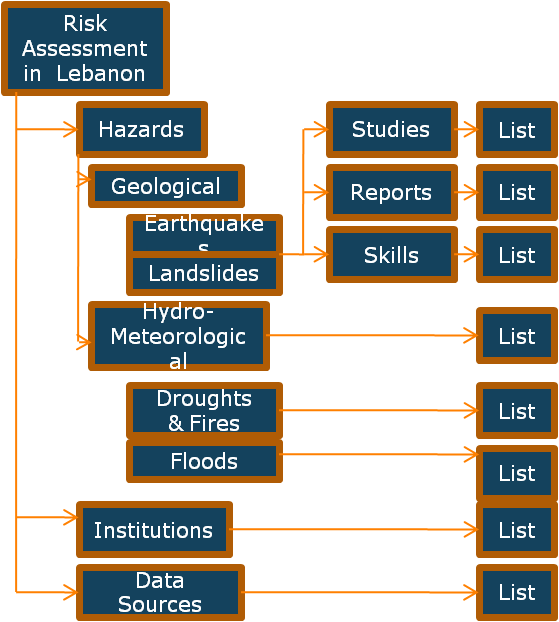 Risk
Assessment
in Lebanon
Hazards
Studies
List
Geological
Reports
List
Earthquake
s
Skills
List
Landslides
Hydro-
Meteorologic
al
List
Droughts
& Fires
List
Floods
List
Institutions
List
Data
Sources
List